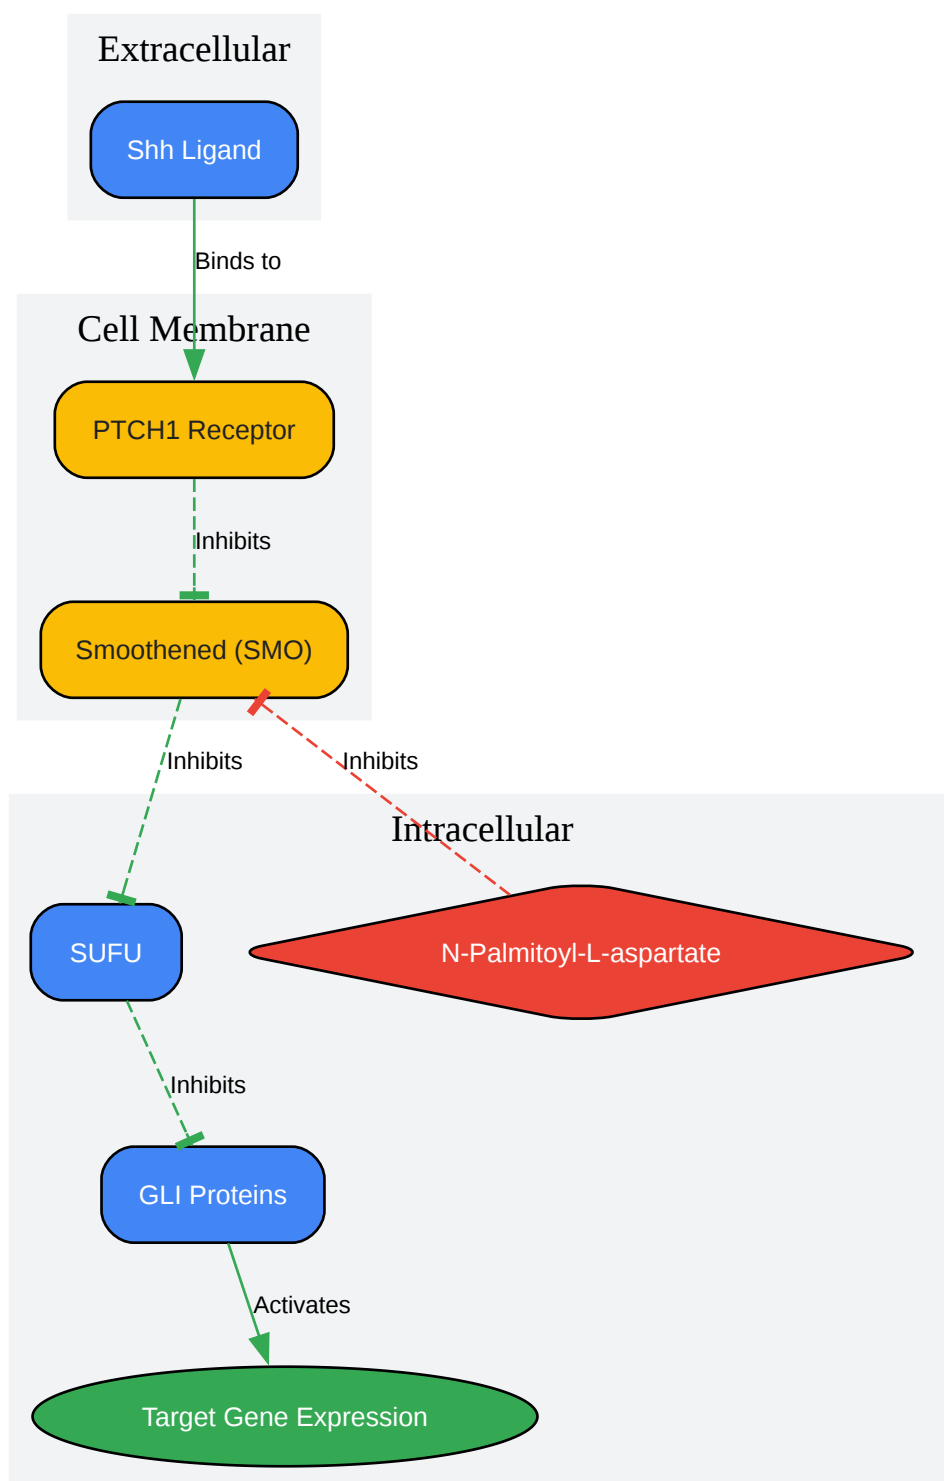 Extracellular
Shh Ligand
Binds to
Cell Membrane
PTCH1 Receptor
Inhibits
Smoothened (SMO)
Inhibits
Inhibits
Intracellular
SUFU
N-Palmitoyl-L-aspartate
Inhibits
GLI Proteins
Activates
Target Gene Expression